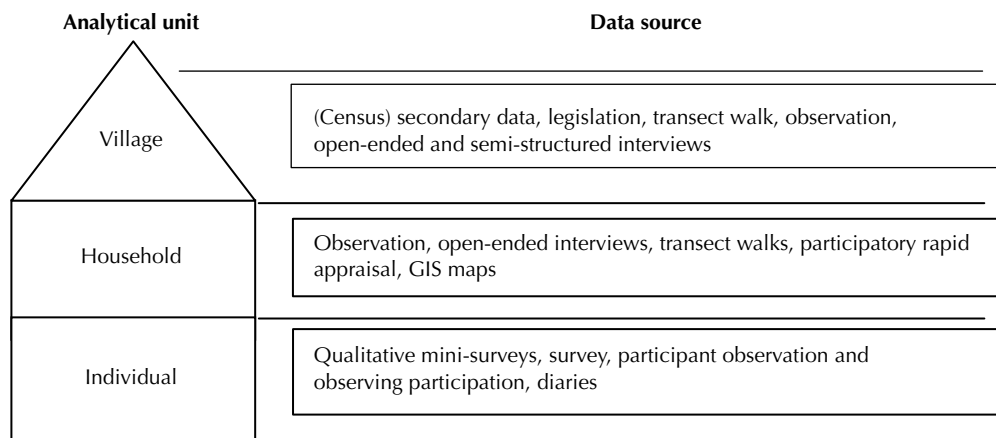 Analytical unit
Data source
Village
(Census) secondary data, legislation, transect walk, observation,
open-ended and semi-structured interviews
Household
Observation, open-ended interviews, transect walks, participatory rapid
appraisal, GIS maps
Individual
Qualitative mini-surveys, survey, participant observation and
observing participation, diaries